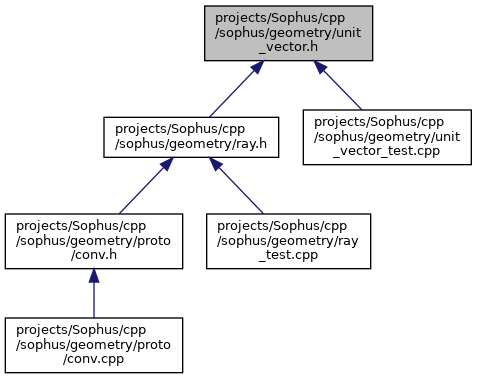 projects/Sophus/cpp
/sophus/geometry/unit
_vector.h
projects/Sophus/cpp
/sophus/geometry/ray.h
projects/Sophus/cpp
/sophus/geometry/unit
_vector_test.cpp
projects/Sophus/cpp
/sophus/geometry/proto
/conv.h
projects/Sophus/cpp
/sophus/geometry/ray
_test.cpp
projects/Sophus/cpp
/sophus/geometry/proto
/conv.cpp